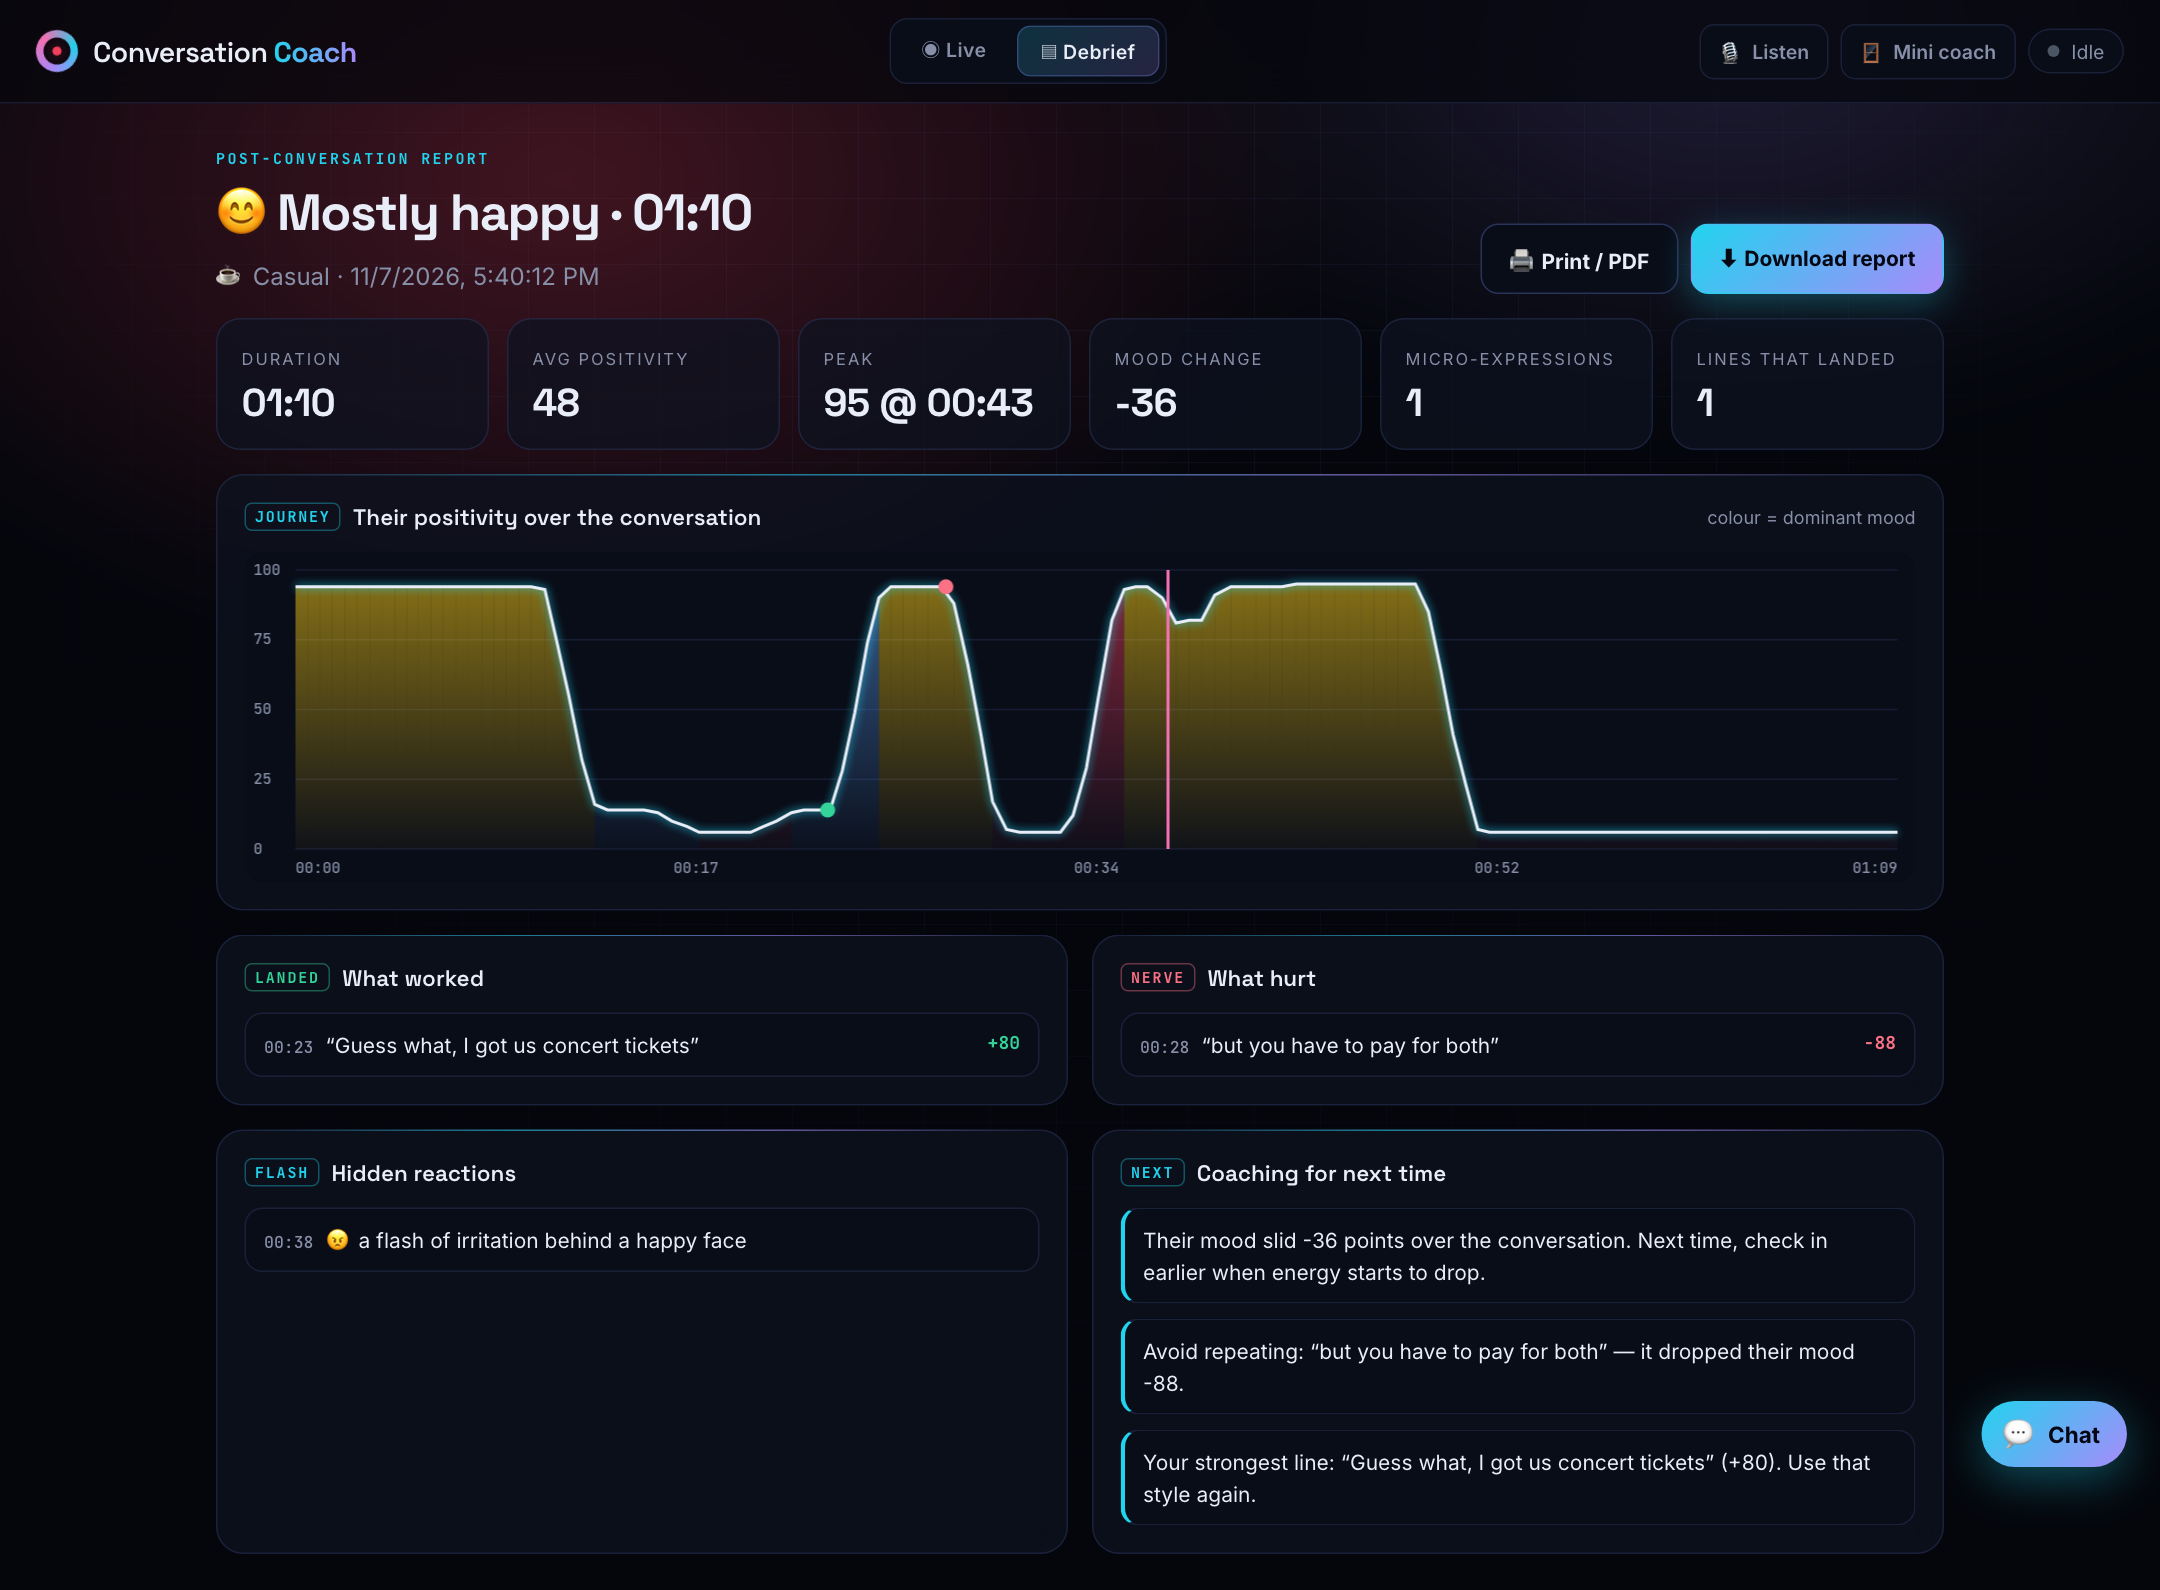 Conversation Coach
Live
Debrief
Listen
Mini coach
Idle
POST-CONVERSATION REPORT
😊 Mostly happy · 01:10
Casual · 11/7/2026, 5:40:12 PM
Print / PDF
Download report
DURATION
01:10
AVG POSITIVITY
48
PEAK
95 @ 00:43
MOOD CHANGE
-36
MICRO-EXPRESSIONS
1
LINES THAT LANDED
1
JOURNEY Their positivity over the conversation
colour = dominant mood
100
75
50
25
0
00:00
00:17
00:34
00:52
01:09
LANDED What worked
00:23 “Guess what, I got us concert tickets” +80
NERVE What hurt
00:28 “but you have to pay for both” -88
FLASH Hidden reactions
00:38 😠 a flash of irritation behind a happy face
NEXT Coaching for next time
Their mood slid -36 points over the conversation. Next time, check in
earlier when energy starts to drop.
Avoid repeating: “but you have to pay for both” — it dropped their mood
-88.
Your strongest line: “Guess what, I got us concert tickets” (+80). Use that
style again.
Chat